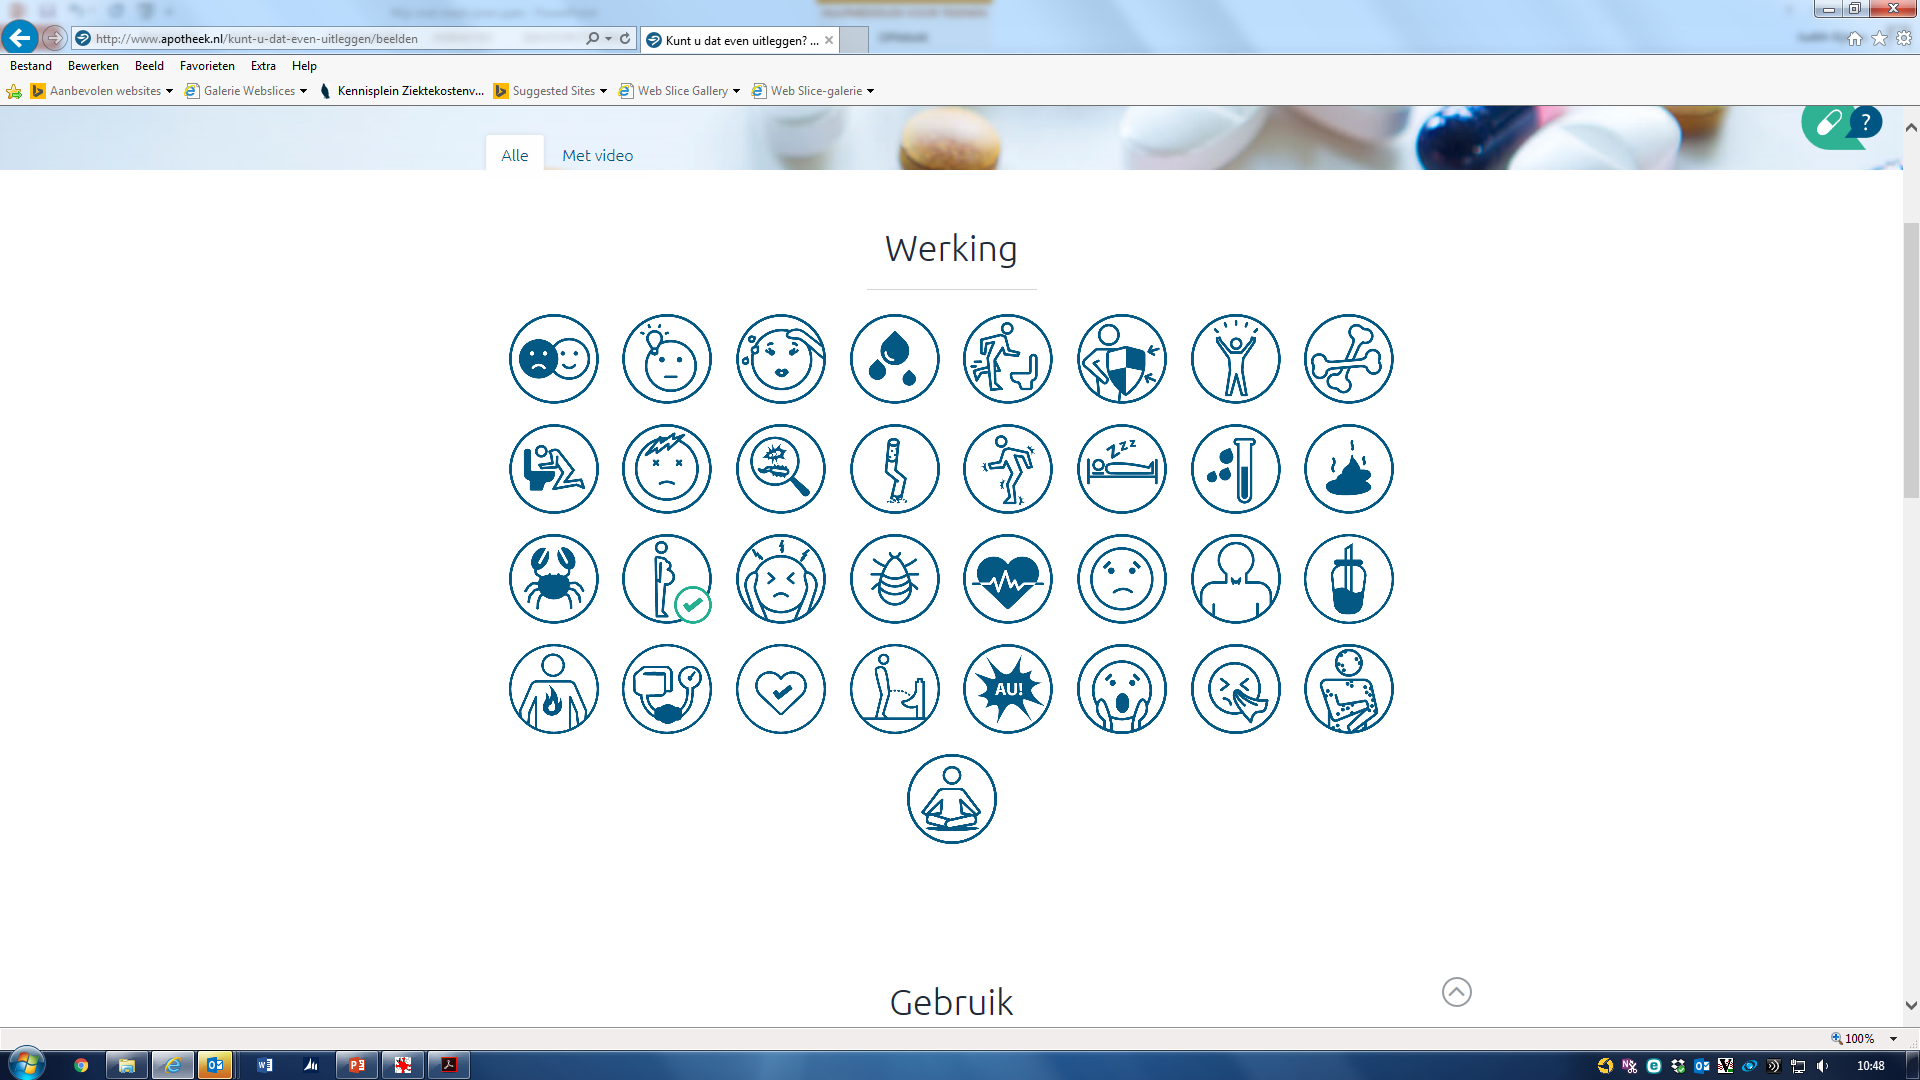 http://www.apotheek.nl/kunt-u-dat-even-uitleggen/beelden
Kunt u dat even uitleggen? ...
Bestand Bewerken Beeld Favorieten Extra Help
Aanbevolen websites Galerie Webslices Kennisplein Ziektekostenv... Suggested Sites Web Slice Gallery Web Slice-galerie
Alle Met video
?
Werking
Z z z
AU!
Gebruik
100%
10:48